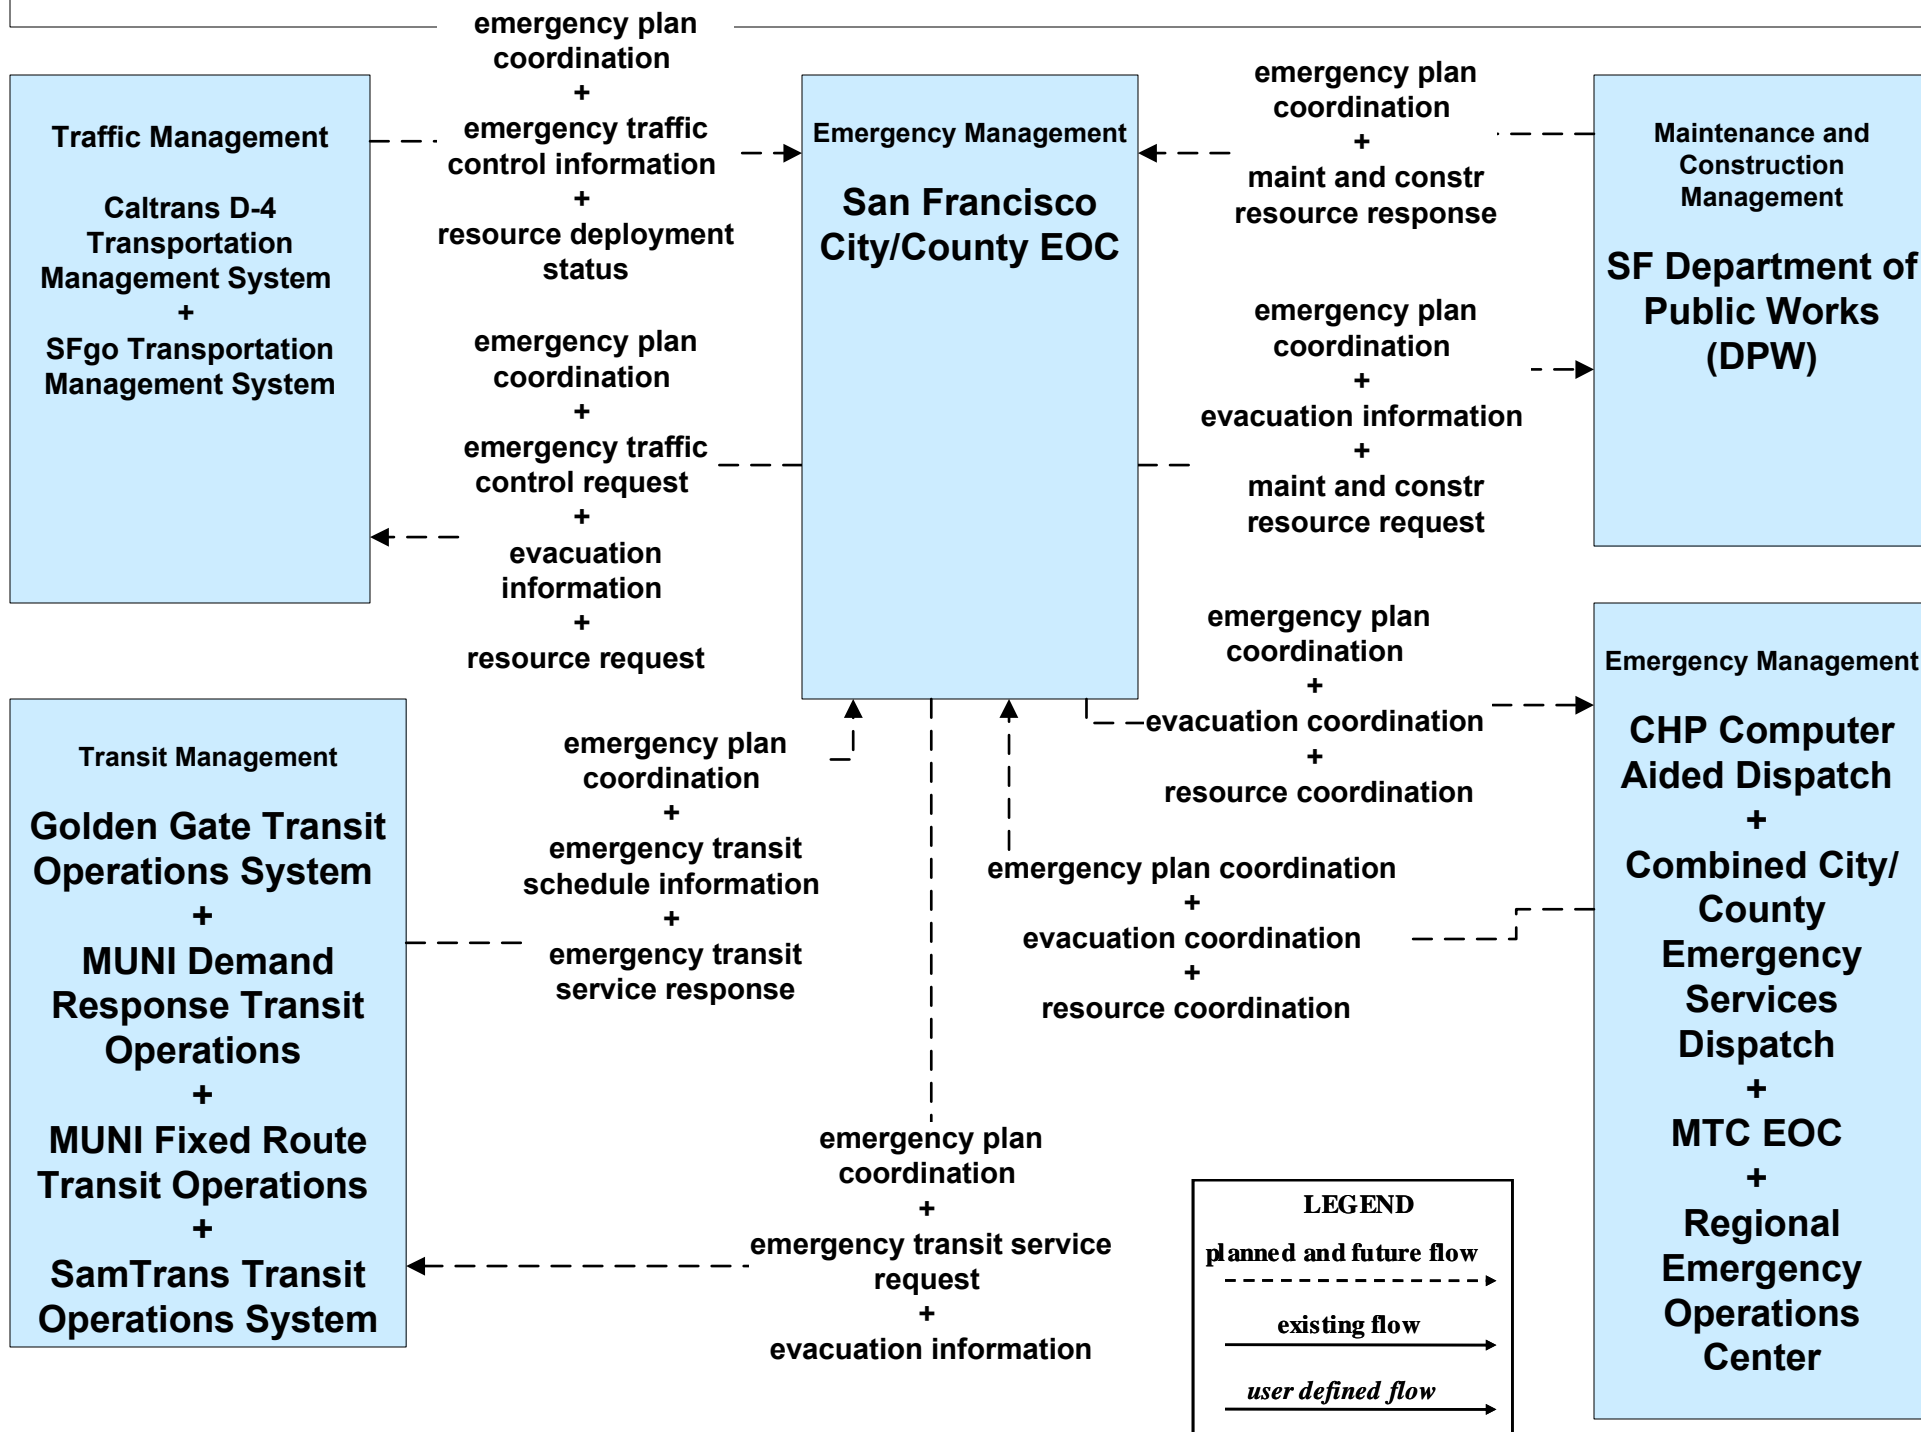 emergency plan
coordination
+
emergency traffic
control information
+
resource deployment
status
Traffic Management
Caltrans D-4
Transportation
Management System
+
SFgo Transportation
Management System
Emergency Management
San Francisco
City/County EOC
emergency plan
coordination
+
maint and constr
resource response
Maintenance and
Construction
Management
SF Department of
Public Works
(DPW)
emergency plan
coordination
+
emergency traffic
control request
+
evacuation
information
+
resource request
emergency plan
coordination
+
evacuation information
+
maint and constr
resource request
emergency plan
coordination
+
evacuation coordination
+
resource coordination
Emergency Management
CHP Computer
Aided Dispatch
+
Combined City/
County
Emergency
Services
Dispatch
+
MTC EOC
+
Regional
Emergency
Operations
Center
Transit Management
Golden Gate Transit
Operations System
+
MUNI Demand
Response Transit
Operations
+
MUNI Fixed Route
Transit Operations
+
SamTrans Transit
Operations System
emergency plan
coordination
+
emergency transit
schedule information
+
emergency transit
service response
emergency plan coordination
+
evacuation coordination
+
resource coordination
emergency plan
coordination
+
emergency transit service
request
+
evacuation information
LEGEND
planned and future flow
existing flow
user defined flow